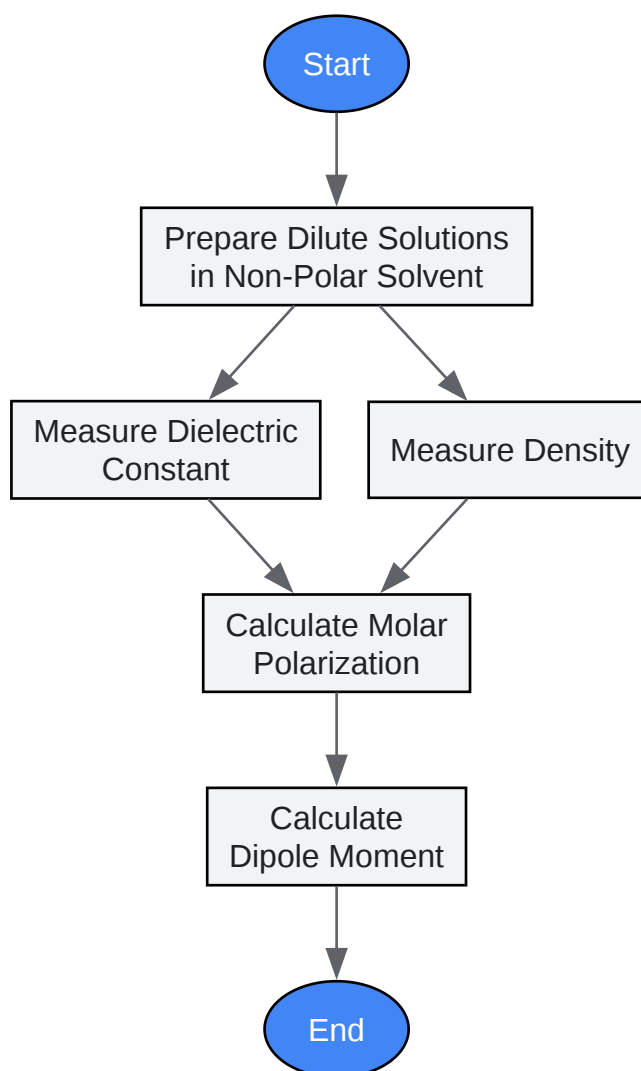 Start
Prepare Dilute Solutions
in Non-Polar Solvent
Measure Dielectric
Constant
Measure Density
Calculate Molar
Polarization
Calculate
Dipole Moment
End